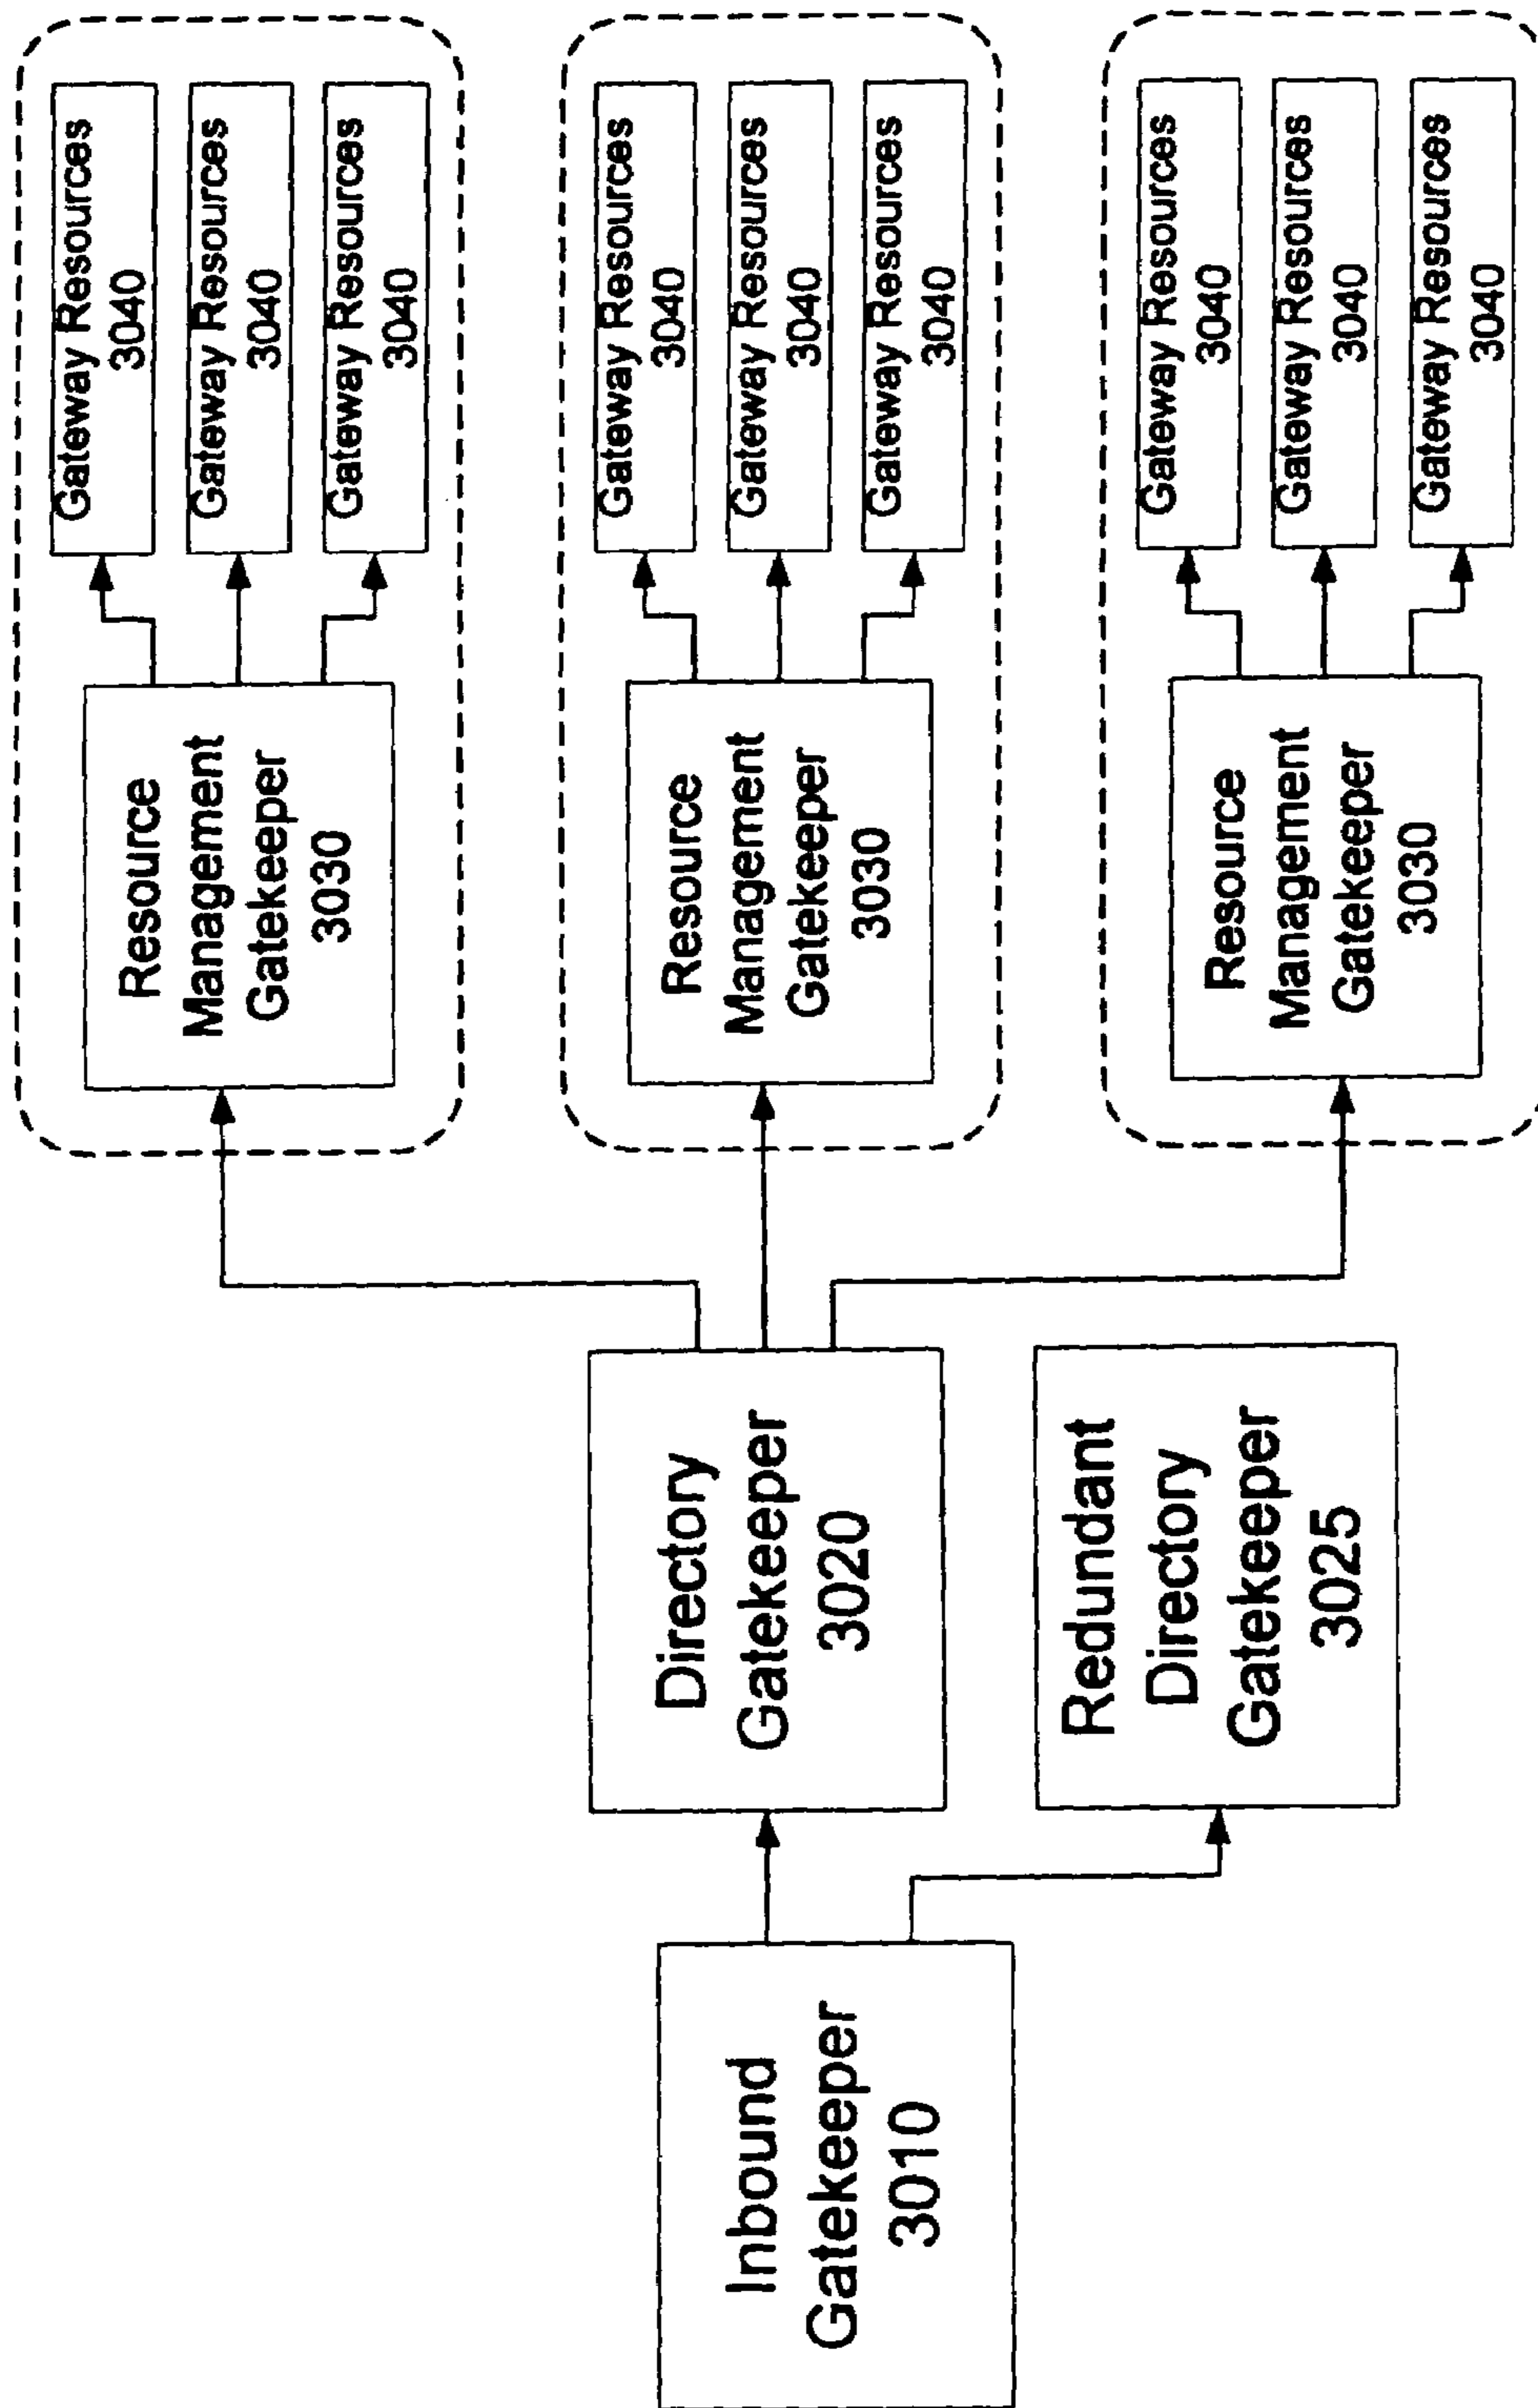 Inbound
Gatekeeper
3010
Directory
Gatekeeper
3020
Redundant
Directory
Gatekeeper
3025
Resource
Management
Gatekeeper
3030
Gateway Resources
3040
Gateway Resources
3040
Gateway Resources
3040
Resource
Management
Gatekeeper
3030
Gateway Resources
3040
Gateway Resources
3040
Gateway Resources
3040
Resource
Management
Gatekeeper
3030
Gateway Resources
3040
Gateway Resources
3040
Gateway Resources
3040